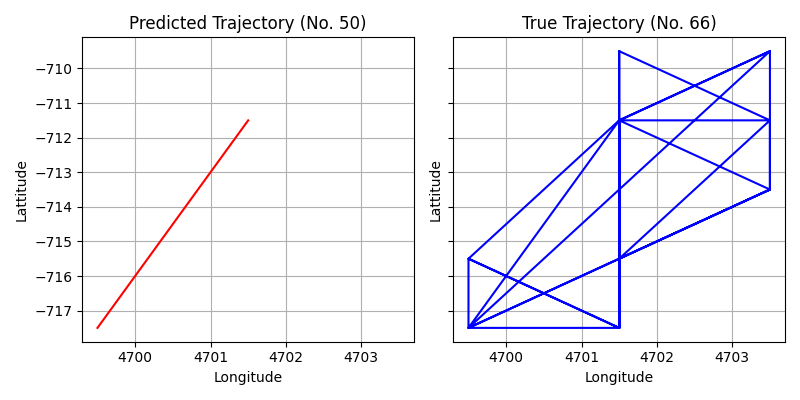 Predicted Trajectory (No. 50)
True Trajectory (No. 66)
−710
−711
−712
−713
−714
−715
−716
−717
Lattitude
Lattitude
4700
4701
4702
4703
4700
4701
4702
4703
Longitude
Longitude